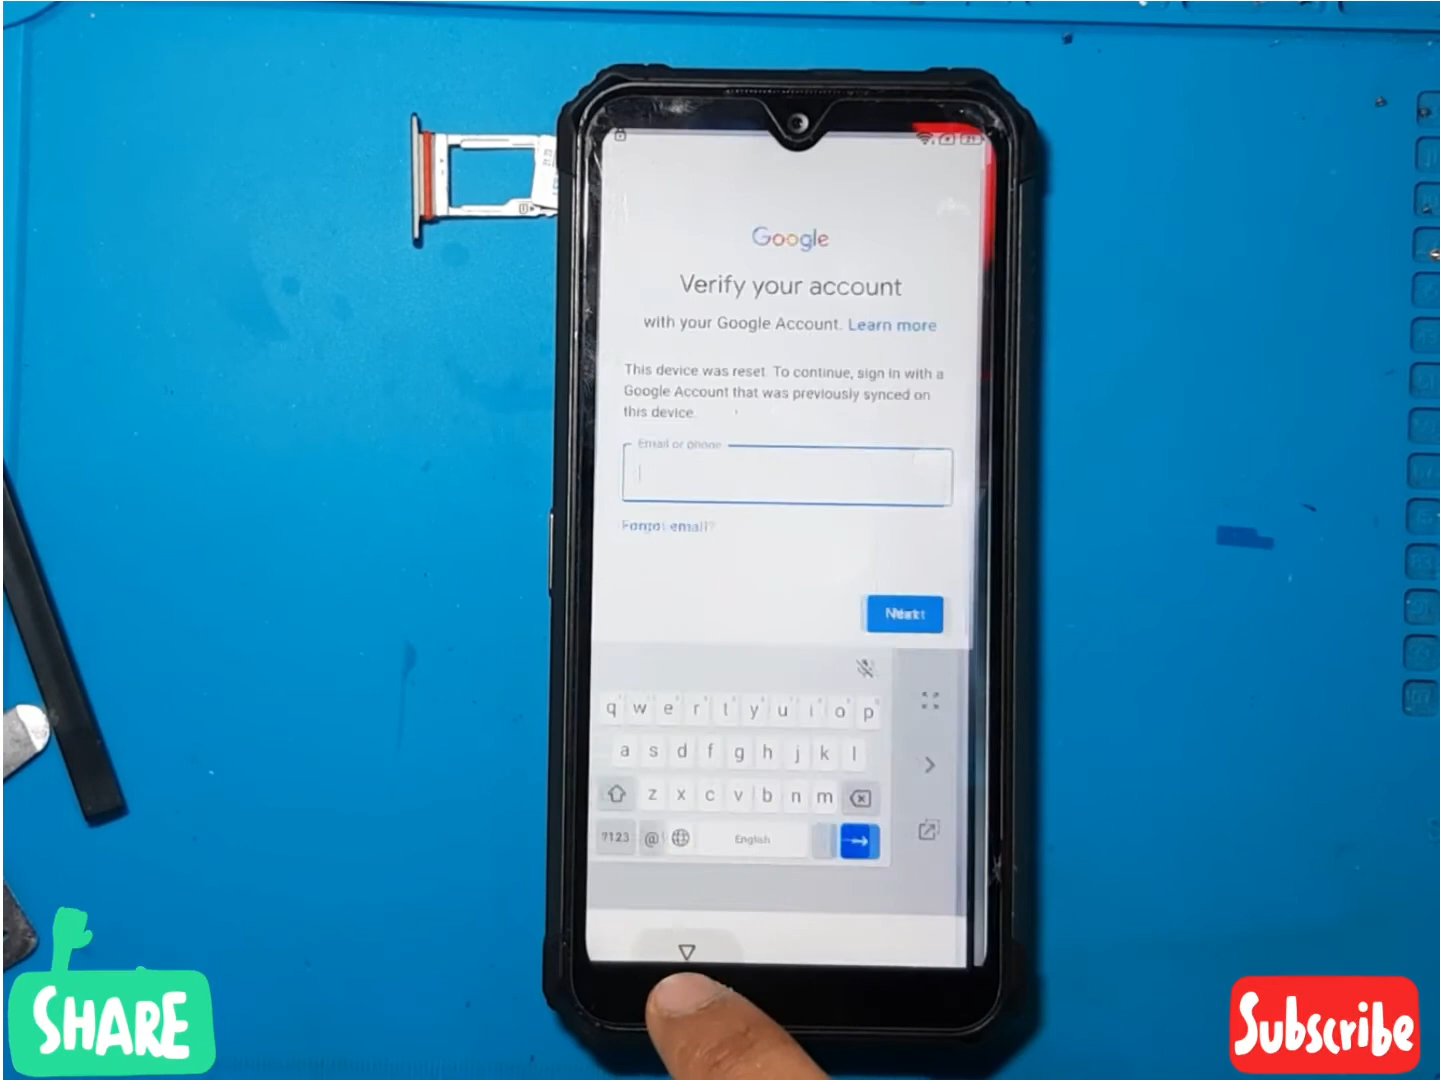 Google
Verify your account
with your Google Account. Learn more
This device was reset. To continue, sign in with a
Google Account that was previously synced on
this device.
Email or phone
Forgot email?
Next
q w e r t y u i o p
a s d f g h j k l
z x c v b n m
?123 @ English
SHARE
Subscribe